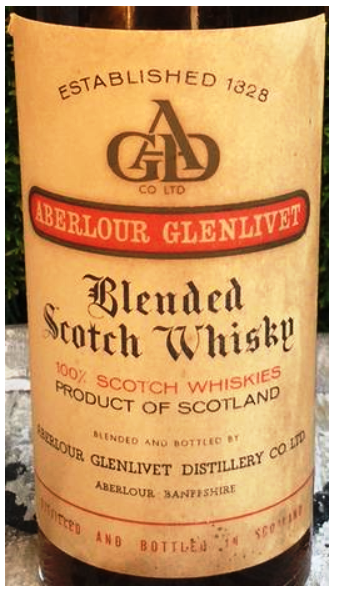 ESTABLISHED 1828
AGD
CO LTD
ABERLOUR GLENLIVET
Blended
Scotch Whisky
100% SCOTCH WHISKIES
PRODUCT OF SCOTLAND
BLENDED AND BOTTLED BY
ABERLOUR GLENLIVET DISTILLERY CO. LTD.
ABERLOUR BANFFSHIRE
DISTILLED AND BOTTLED IN SCOTLAND